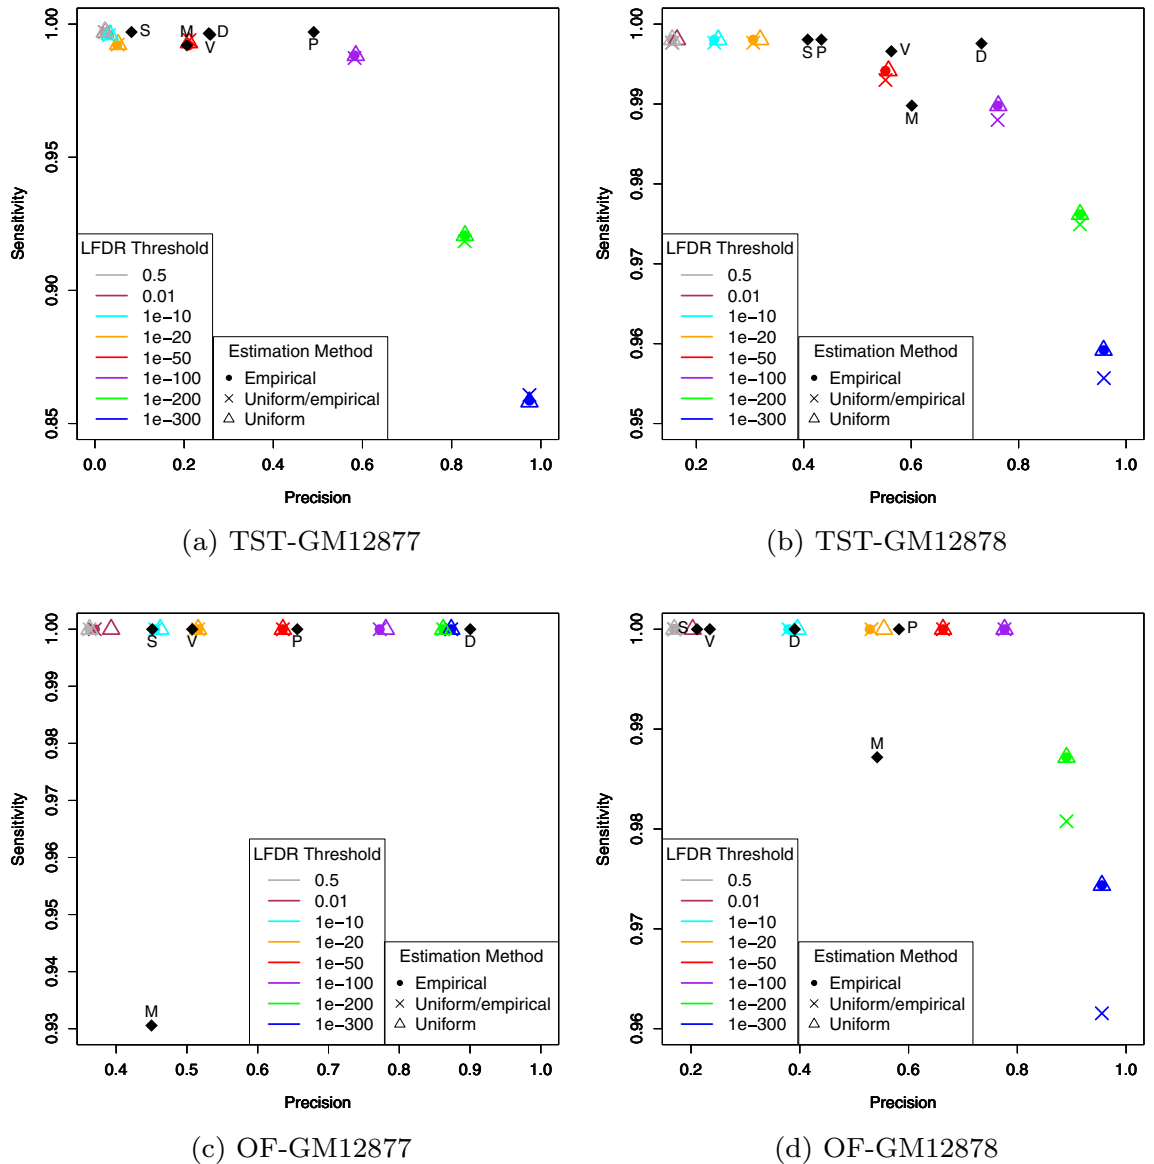 1.00
0.95
0.90
0.85
Sensitivity
S
M
D
V
P
LFDR Threshold
0.5
0.01
1e−10
1e−20
1e−50
1e−100
1e−200
1e−300
Estimation Method
Empirical
Uniform/empirical
Uniform
0.0 0.2 0.4 0.6 0.8 1.0
Precision
(a) TST-GM12877
1.00
0.99
0.98
0.97
0.96
0.95
Sensitivity
S P
V
D
M
LFDR Threshold
0.5
0.01
1e−10
1e−20
1e−50
1e−100
1e−200
1e−300
Estimation Method
Empirical
Uniform/empirical
Uniform
0.2 0.4 0.6 0.8 1.0
Precision
(b) TST-GM12878
1.00
0.99
0.98
0.97
0.96
0.95
0.94
0.93
Sensitivity
S
V
P
D
M
LFDR Threshold
0.5
0.01
1e−10
1e−20
1e−50
1e−100
1e−200
1e−300
Estimation Method
Empirical
Uniform/empirical
Uniform
0.4 0.5 0.6 0.7 0.8 0.9 1.0
Precision
(c) OF-GM12877
1.00
0.99
0.98
0.97
0.96
Sensitivity
S
V
D
P
M
LFDR Threshold
0.5
0.01
1e−10
1e−20
1e−50
1e−100
1e−200
1e−300
Estimation Method
Empirical
Uniform/empirical
Uniform
0.2 0.4 0.6 0.8 1.0
Precision
(d) OF-GM12878